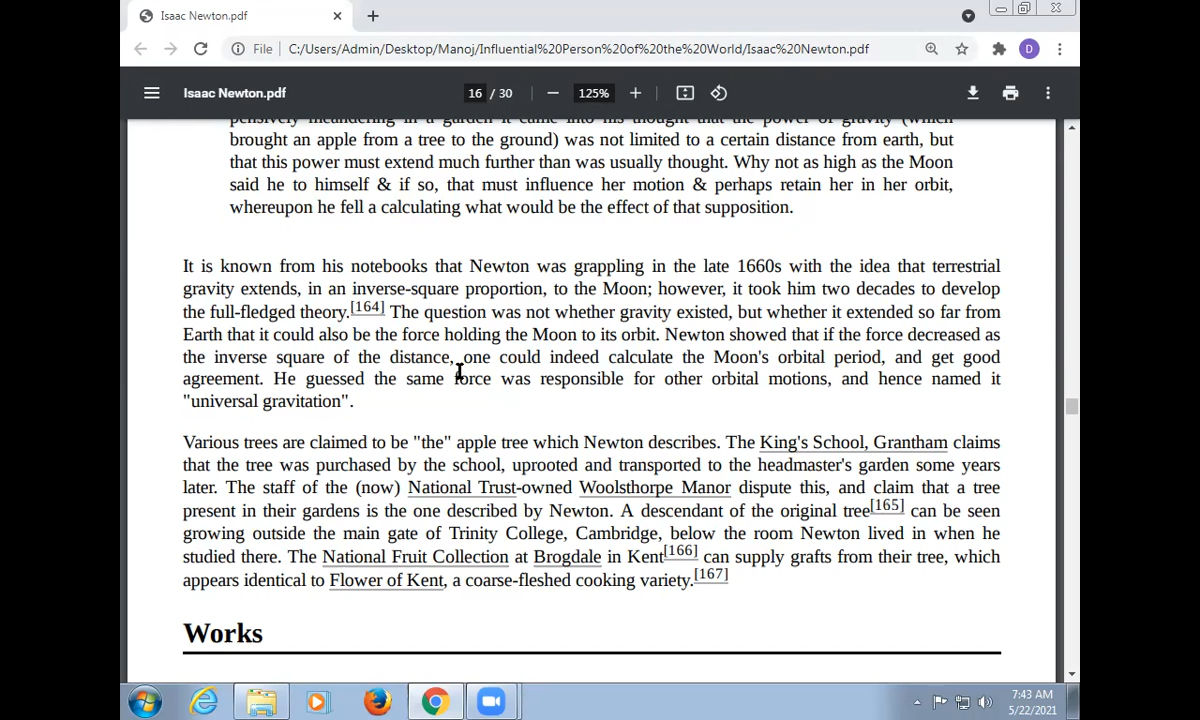 Isaac Newton.pdf
File
C:/Users/Admin/Desktop/Manoj/Influential%20Person%20of%20the%20World/Isaac%20Newton.pdf
D
Isaac Newton.pdf
16 / 30
125%
pensively meandering in a garden it came into his thought that the power of gravity (which
brought an apple from a tree to the ground) was not limited to a certain distance from earth, but
that this power must extend much further than was usually thought. Why not as high as the Moon
said he to himself & if so, that must influence her motion & perhaps retain her in her orbit,
whereupon he fell a calculating what would be the effect of that supposition.
It is known from his notebooks that Newton was grappling in the late 1660s with the idea that terrestrial
gravity extends, in an inverse-square proportion, to the Moon; however, it took him two decades to develop
the full-fledged theory.[164] The question was not whether gravity existed, but whether it extended so far from
Earth that it could also be the force holding the Moon to its orbit. Newton showed that if the force decreased as
the inverse square of the distance, one could indeed calculate the Moon's orbital period, and get good
agreement. He guessed the same force was responsible for other orbital motions, and hence named it
"universal gravitation".
Various trees are claimed to be "the" apple tree which Newton describes. The King's School, Grantham claims
that the tree was purchased by the school, uprooted and transported to the headmaster's garden some years
later. The staff of the (now) National Trust-owned Woolsthorpe Manor dispute this, and claim that a tree
present in their gardens is the one described by Newton. A descendant of the original tree[165] can be seen
growing outside the main gate of Trinity College, Cambridge, below the room Newton lived in when he
studied there. The National Fruit Collection at Brogdale in Kent[166] can supply grafts from their tree, which
appears identical to Flower of Kent, a coarse-fleshed cooking variety.[167]
Works
7:43 AM
5/22/2021